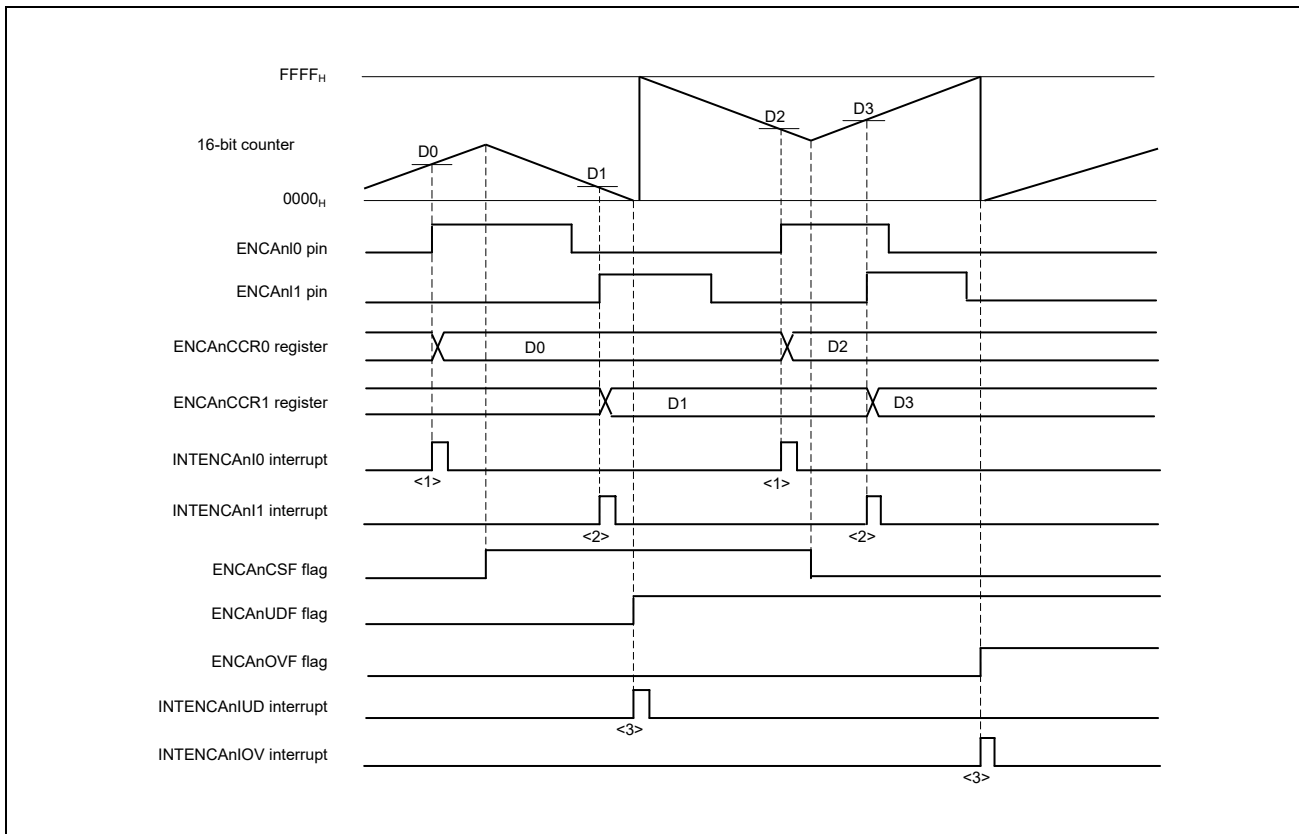 FFFFH
D2
D3
16-bit counter
D0
D1
0000H
ENCAnI0 pin
ENCAnI1 pin
ENCAnCCR0 register
D0
D2
ENCAnCCR1 register
D1
D3
INTENCAnI0 interrupt
<1>
<1>
INTENCAnI1 interrupt
<2>
<2>
ENCAnCSF flag
ENCAnUDF flag
ENCAnOVF flag
INTENCAnIUD interrupt
<3>
INTENCAnIOV interrupt
<3>